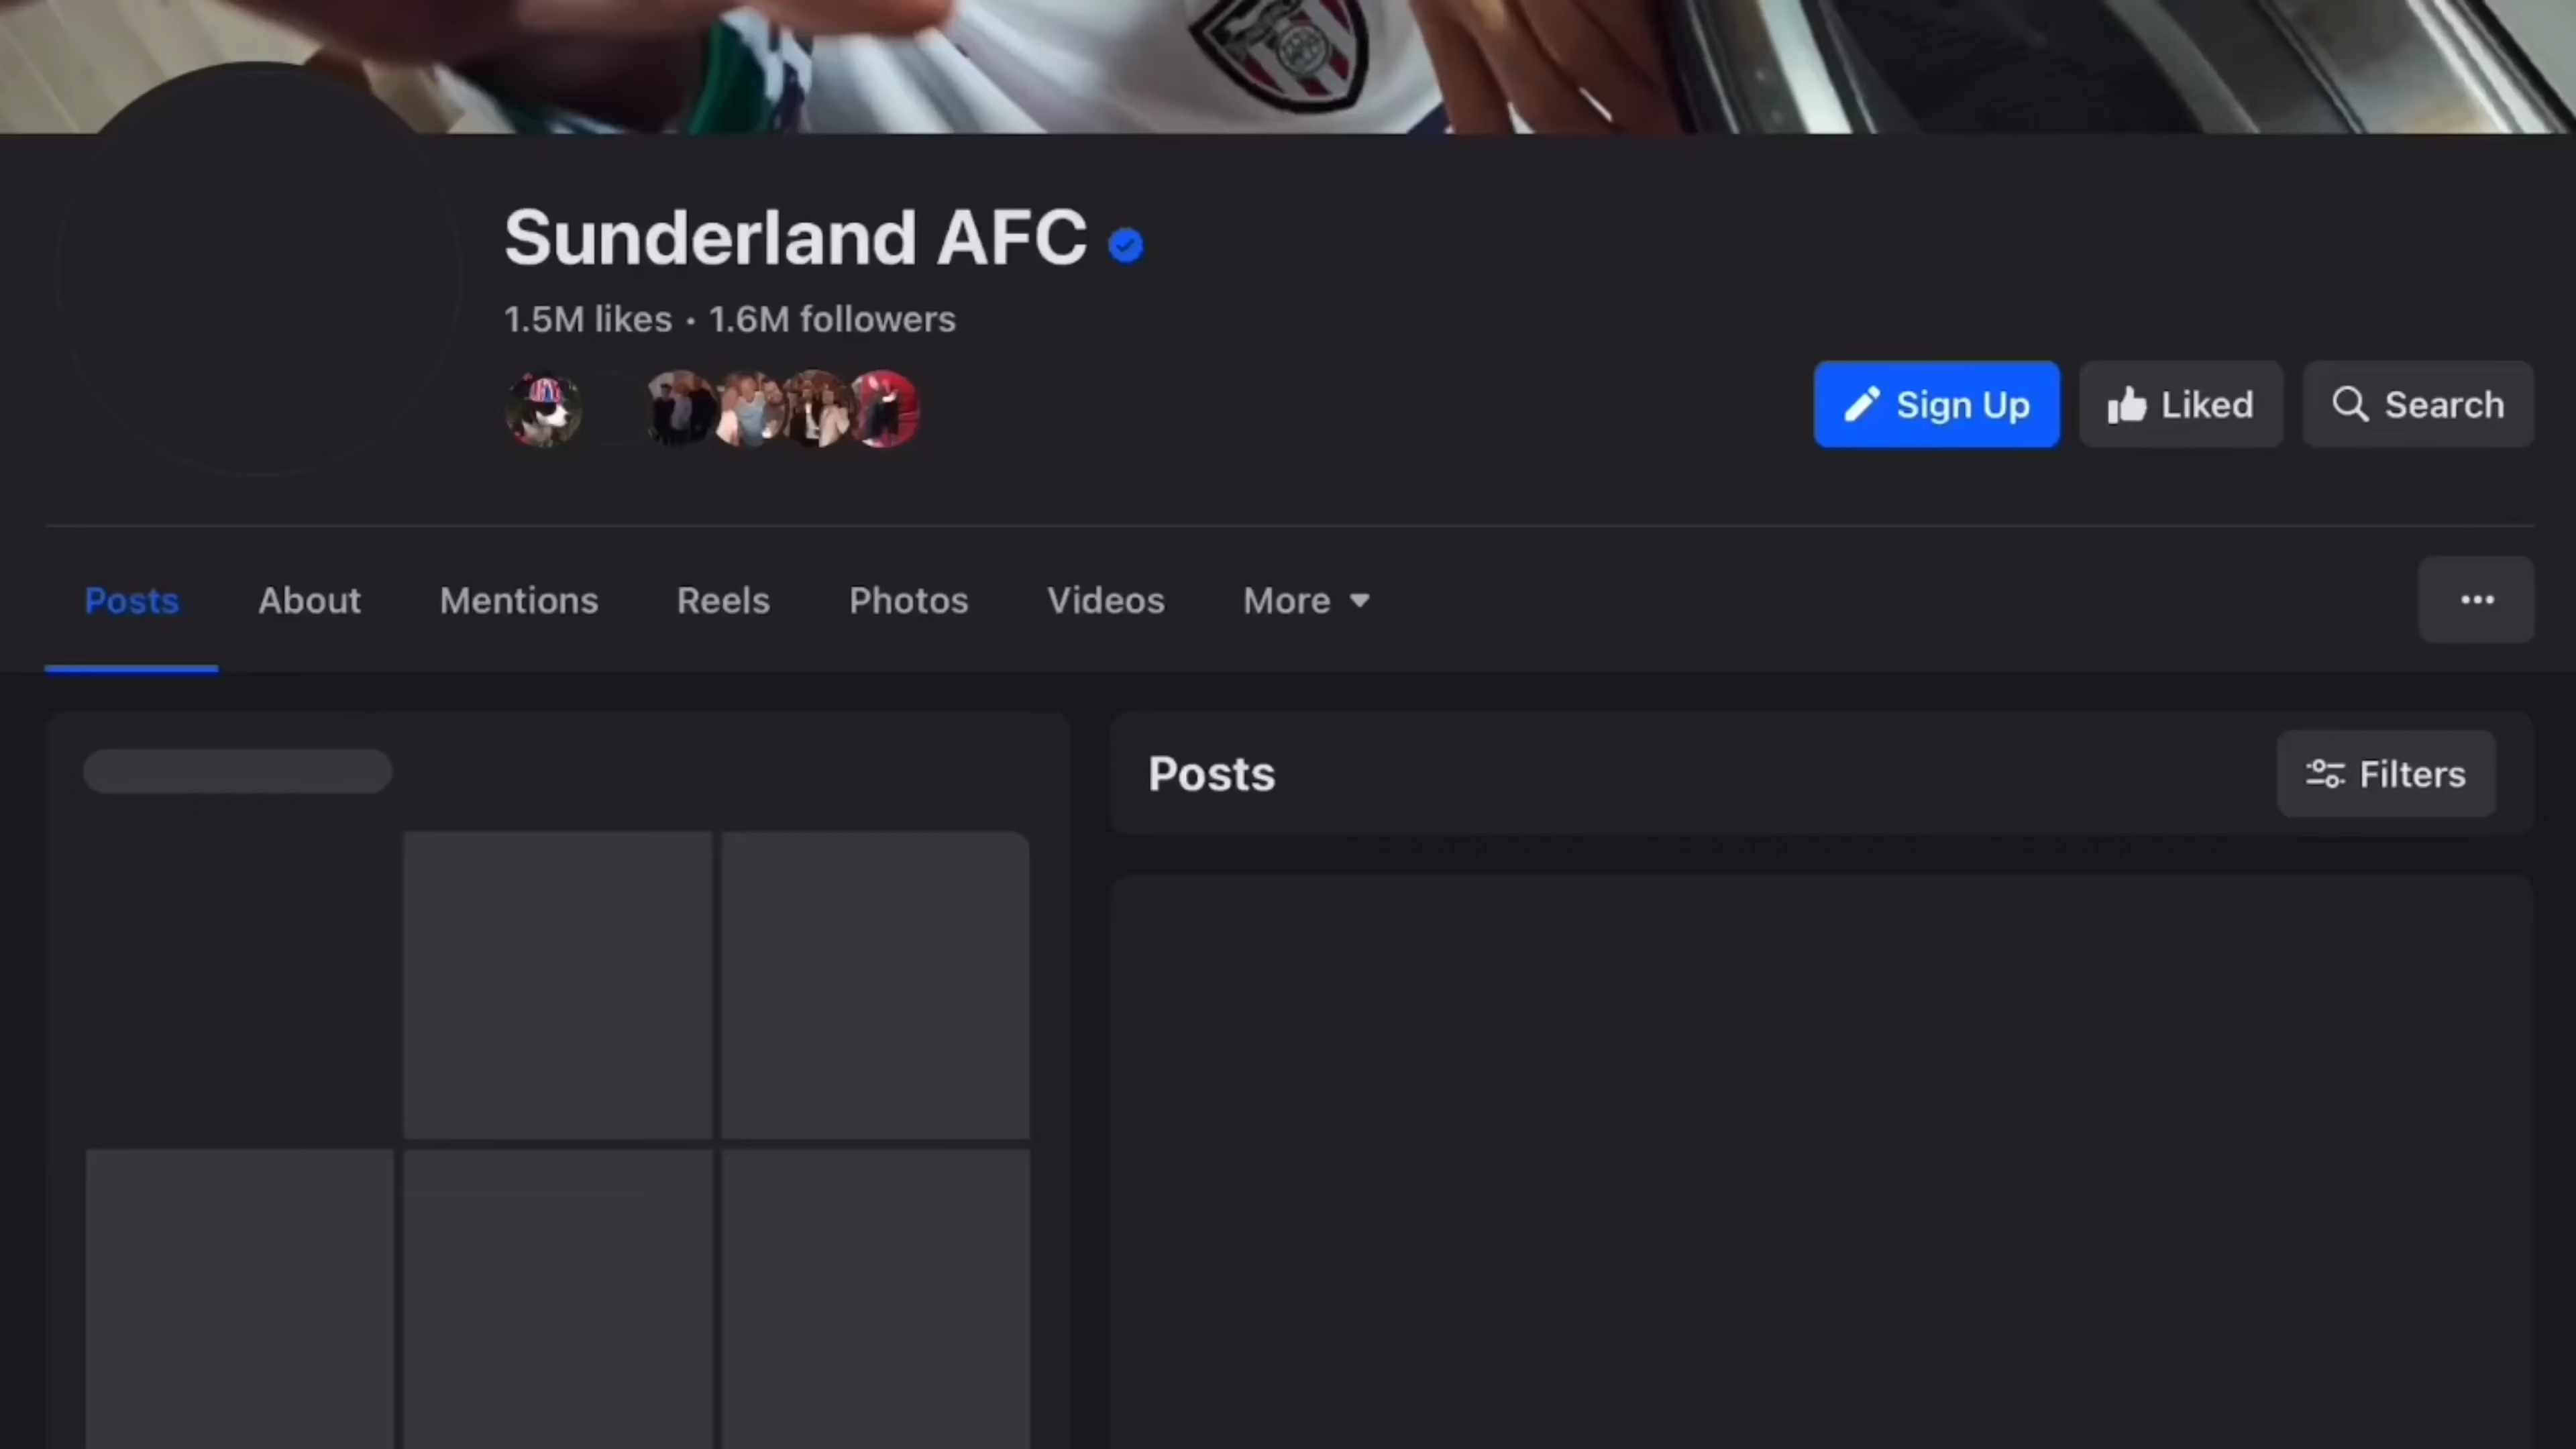 Sunderland AFC
1.5M likes · 1.6M followers
Sign Up
Liked
Search
Posts
About
Mentions
Reels
Photos
Videos
More
Posts
Filters